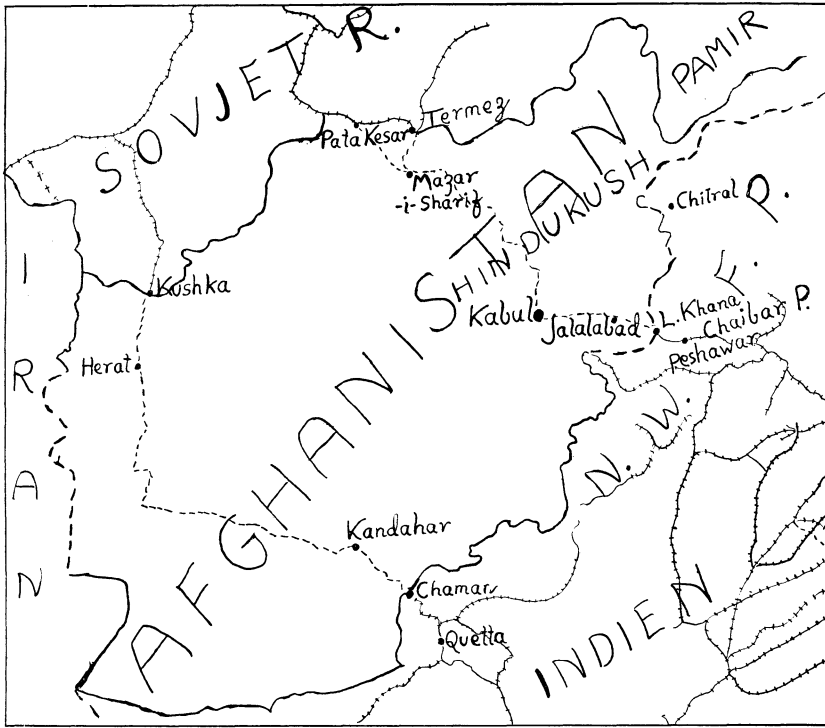 SOVJET R.
PAMIR
Termez
Pata Kesar
Mazar
-i-Sharif
HINDUKUSH
Chitral
Kushka
Kabul
Jalalabad
L. Khana
Chaibar P.
Peshawar
Herat
IRAN
AFGHANISTAN
N. W. F. P.
Kandahar
Chaman
Quetta
INDIEN